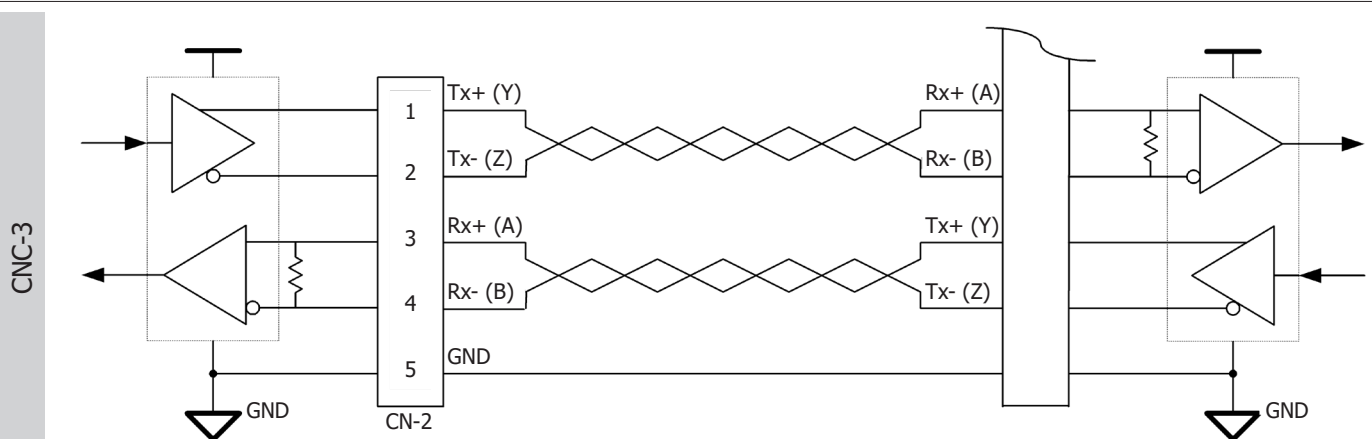 CNC-3
1
Tx+ (Y)
Rx+ (A)
2
Tx- (Z)
Rx- (B)
3
Rx+ (A)
Tx+ (Y)
4
Rx- (B)
Tx- (Z)
5
GND
GND
CN-2
GND